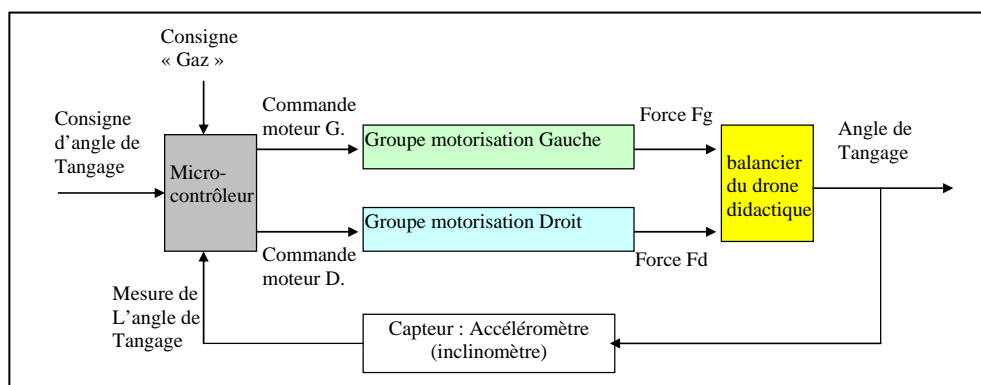 Consigne
« Gaz »
Consigne
d'angle de
Tangage
Micro-
contrôleur
Commande
moteur G.
Groupe motorisation Gauche
Force Fg
balancier
du drone
didactique
Angle de
Tangage
Commande
moteur D.
Groupe motorisation Droit
Force Fd
Mesure de
L'angle de
Tangage
Capteur : Accéléromètre
(inclinomètre)